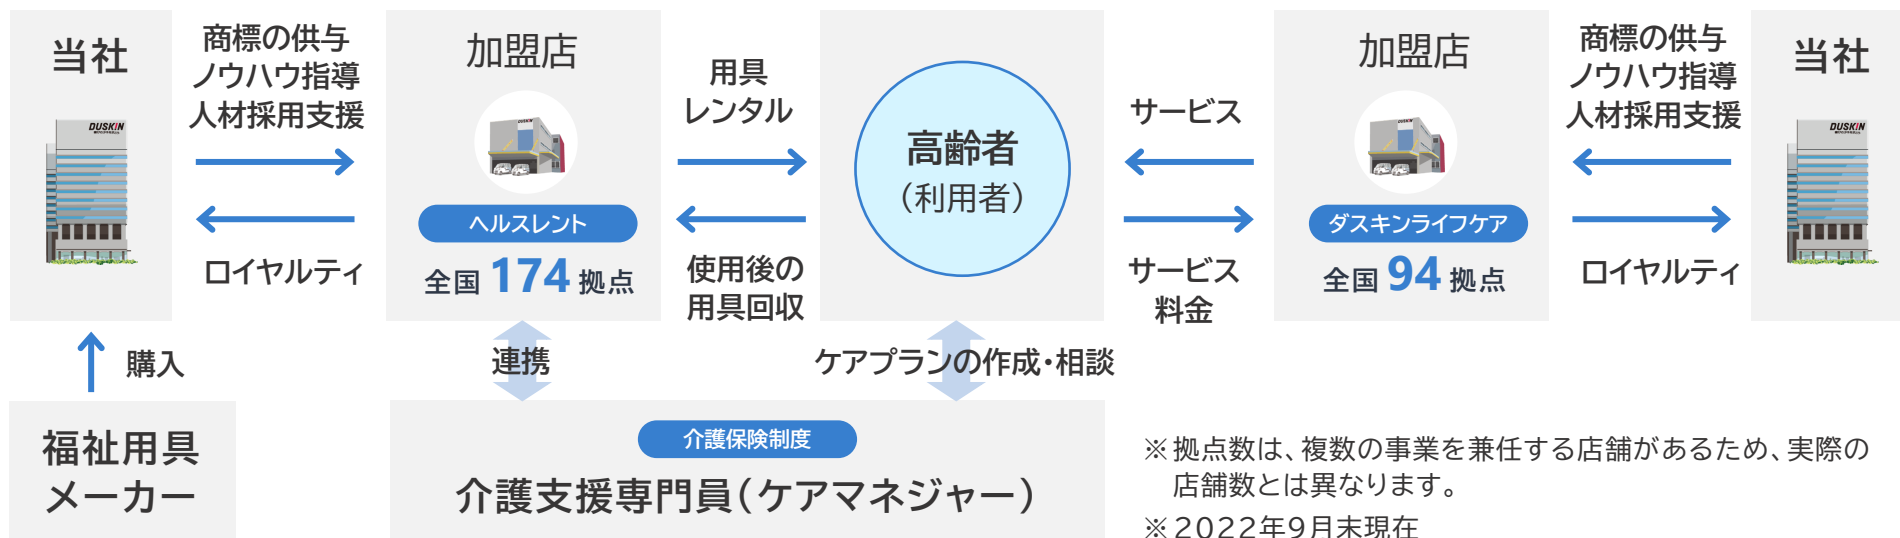 当社
DUSKIN
商標の供与
ノウハウ指導
人材採用支援
ロイヤルティ
加盟店
ヘルスレント
全国 174 拠点
用具
レンタル
使用後の
用具回収
高齢者
(利用者)
サービス
サービス
料金
加盟店
ダスキンライフケア
全国 94 拠点
商標の供与
ノウハウ指導
人材採用支援
ロイヤルティ
当社
DUSKIN
購入
連携
ケアプランの作成・相談
福祉用具
メーカー
介護保険制度
介護支援専門員(ケアマネジャー)
※拠点数は、複数の事業を兼任する店舗があるため、実際の
店舗数とは異なります。
※2022年9月末現在